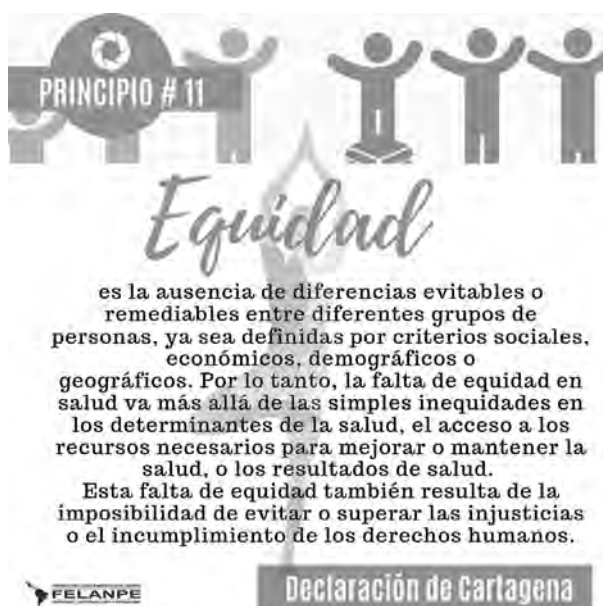 PRINCIPIO # 11
Equidad
es la ausencia de diferencias evitables o
remediables entre diferentes grupos de
personas, ya sea definidas por criterios sociales,
económicos, demográficos o
geográficos. Por lo tanto, la falta de equidad en
salud va más allá de las simples inequidades en
los determinantes de la salud, el acceso a los
recursos necesarios para mejorar o mantener la
salud, o los resultados de salud.
Esta falta de equidad también resulta de la
imposibilidad de evitar o superar las injusticias
o el incumplimiento de los derechos humanos.
FELANPE
Declaración de Cartagena